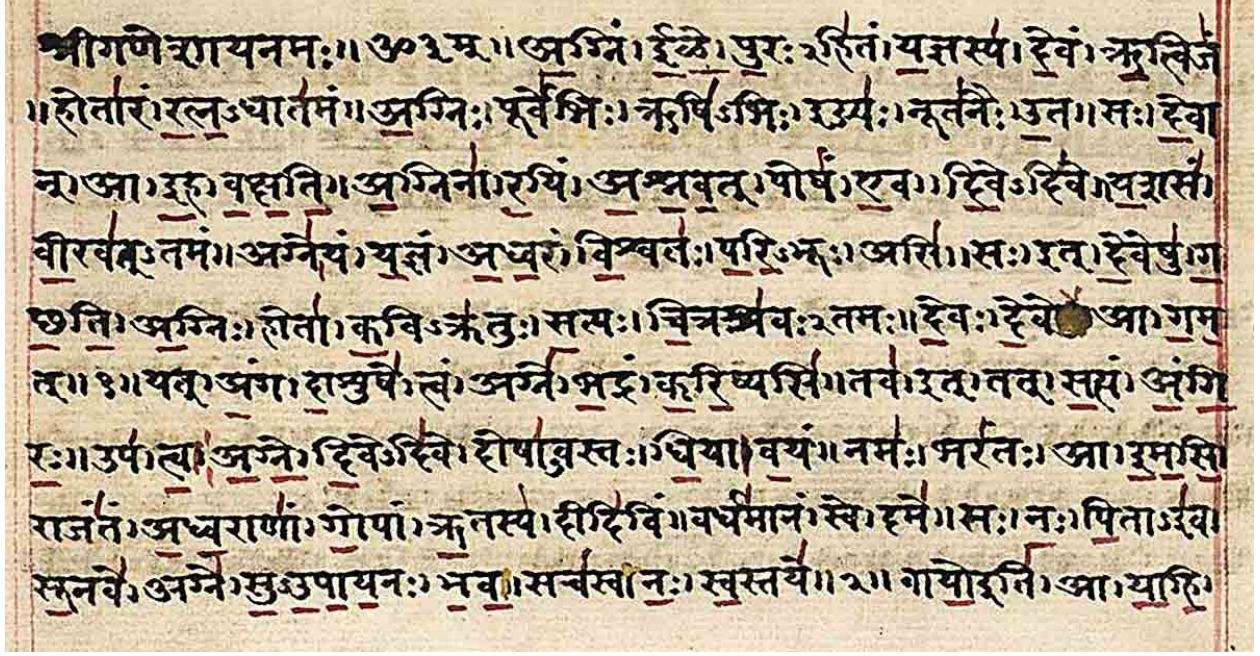 श्रीगणेशायनमः॥ ॐ३म्॥ अग्निं। ईळे। पुरः२हितं। यज्ञस्य। देवं। ऋत्विजं
॥होतारं। रत्नऽधातमं॥ अग्निः। पूर्वेभिः। ऋषिऽभिः। ईड्यः। नूतनैः। उत॥ सः। देवा
न्। आ। इह। वक्षति॥ अग्निना। रयिं। अश्नवत्। पोषं। एव। दिवेऽदिवे॥ यशसं।
वीरवत्ऽतमं॥ अग्ने। यं। यज्ञं। अध्वरं। विश्वतः। परिऽभूः। असि॥ सः। इत्। देवेषु। ग
छति। अग्निः। होता। कविऽक्रतुः। सत्यः। चित्रश्रवः२तमः॥ देवः। आ। गम
त्॥१॥ यत्। अंग। दाशुषे। त्वं। अग्ने। भद्रं। करिष्यसि॥ तव। इत्। तत्। सत्यं। अंगि
रः॥ उप। त्वा। अग्ने। दिवेऽदिवे। दोषाऽवस्तः। धिया। वयं॥ नमः। भरंतः। आ। इमसि
राजंतं। अध्वराणां। गोपां। ऋतस्य। दीदिविं॥ वर्धमानं। स्वे। दमे॥ सः। नः। पिताऽइव।
सूनवे। अग्ने। सुऽउपायनः। भव॥ सचस्व। नः। स्वस्तये॥२॥ वायोइति। आ। याहि।